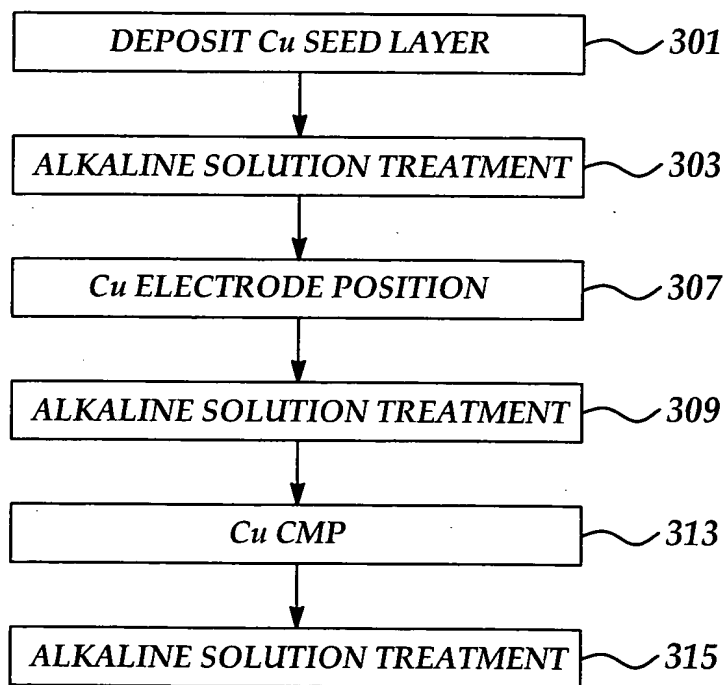 DEPOSIT Cu SEED LAYER 301
ALKALINE SOLUTION TREATMENT 303
Cu ELECTRODE POSITION 307
ALKALINE SOLUTION TREATMENT 309
Cu CMP 313
ALKALINE SOLUTION TREATMENT 315